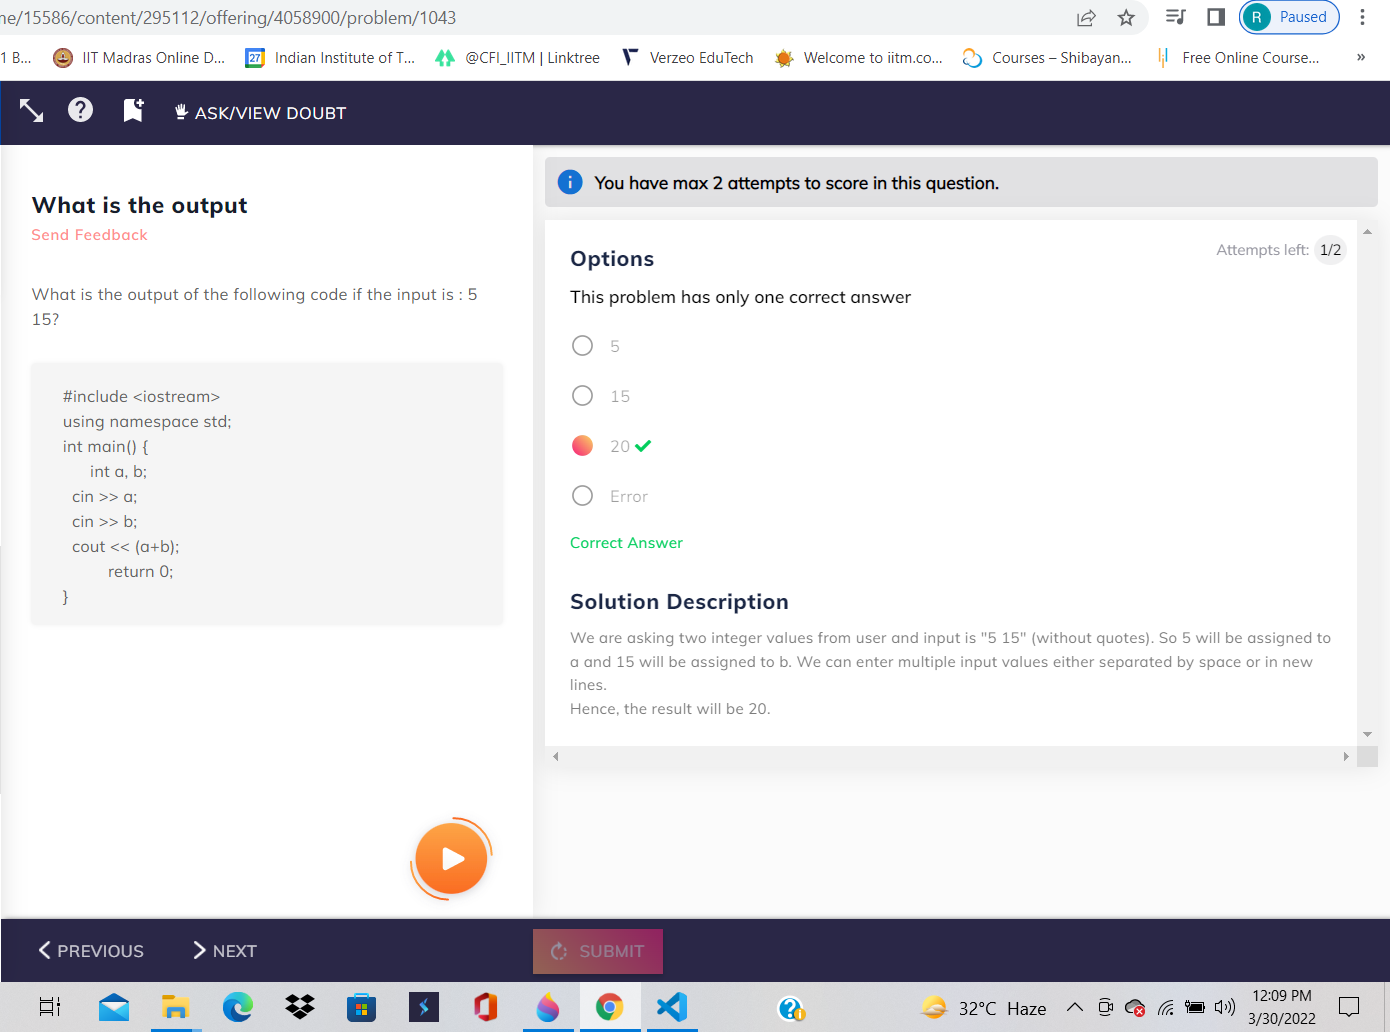 ne/15586/content/295112/offering/4058900/problem/1043
R Paused
1 B...
IIT Madras Online D...
27 Indian Institute of T...
@CFI_IITM | Linktree
Verzeo EduTech
Welcome to iitm.co...
Courses – Shibayan...
Free Online Course...
»
ASK/VIEW DOUBT
What is the output
Send Feedback
What is the output of the following code if the input is : 5
15?
#include <iostream>
using namespace std;
int main() {
int a, b;
cin >> a;
cin >> b;
cout << (a+b);
return 0;
}
You have max 2 attempts to score in this question.
Attempts left: 1/2
Options
This problem has only one correct answer
5
15
20
Error
Correct Answer
Solution Description
We are asking two integer values from user and input is "5 15" (without quotes). So 5 will be assigned to
a and 15 will be assigned to b. We can enter multiple input values either separated by space or in new
lines.
Hence, the result will be 20.
PREVIOUS
NEXT
SUBMIT
32°C Haze
12:09 PM
3/30/2022